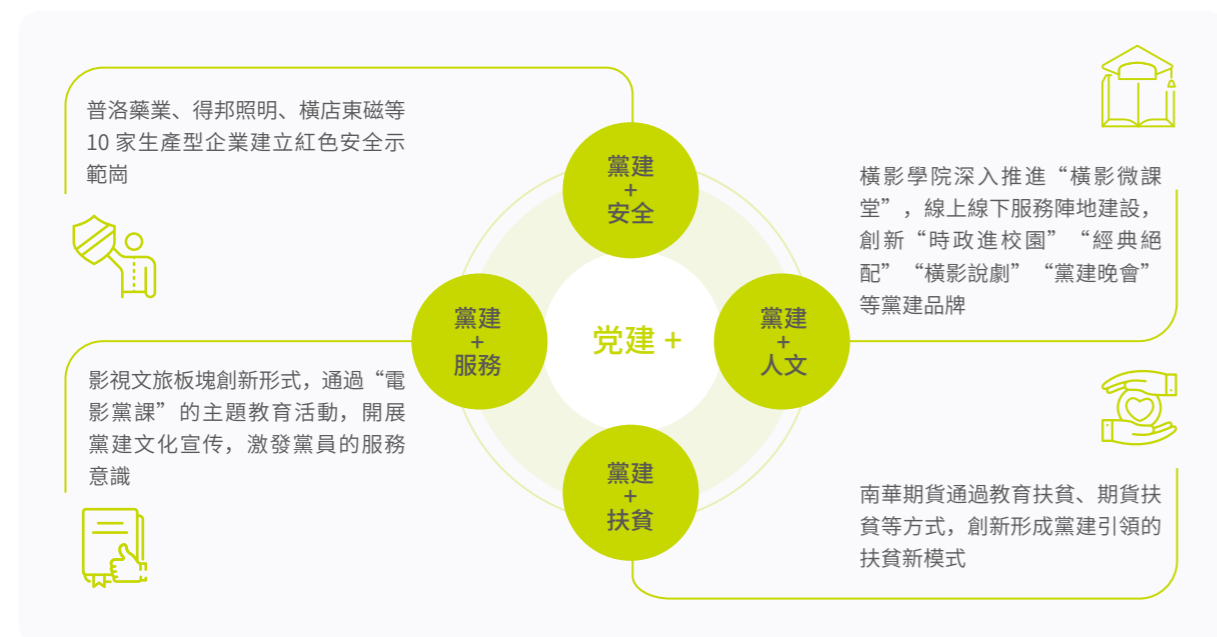 普洛藥業、得邦照明、橫店東磁等
10 家生產型企業建立紅色安全示
範崗
黨建
+
安全
橫影學院深入推進“橫影微課
堂”，線上線下服務陣地建設，
創新“時政進校園”“經典絕
配”“橫影說劇”“黨建晚會”
等黨建品牌
黨建
+
服務
党建 +
黨建
+
人文
影視文旅板塊創新形式，通過“電
影黨課”的主題教育活動，開展
黨建文化宣传，激發黨員的服務
意識
黨建
+
扶貧
南華期貨通過教育扶貧、期貨扶
貧等方式，創新形成黨建引領的
扶貧新模式